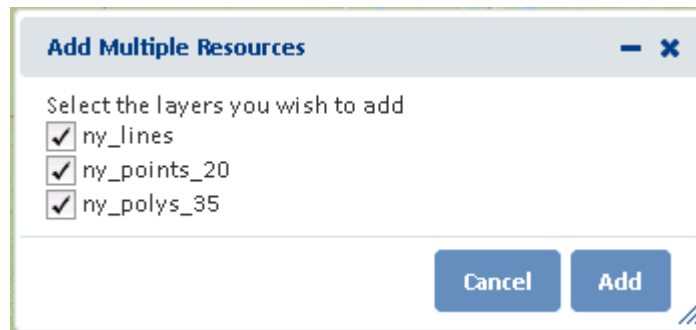 Add Multiple Resources
Select the layers you wish to add
ny_lines
ny_points_20
ny_polys_35
Cancel Add